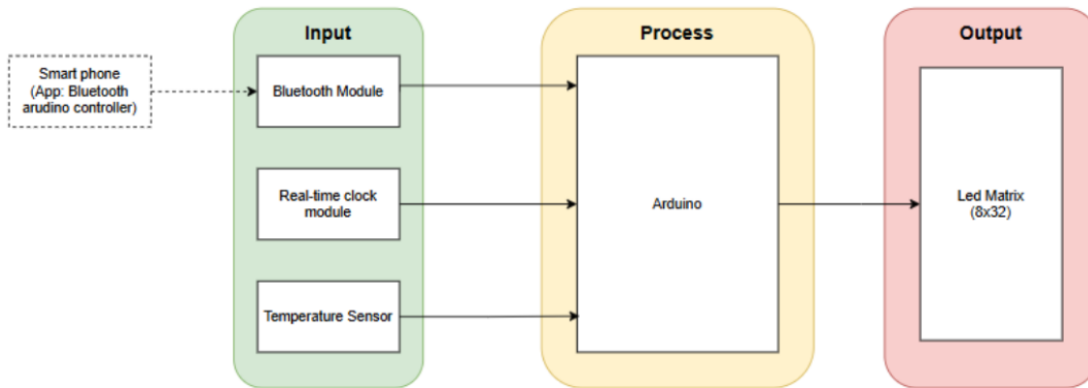 Input
Process
Output
Smart phone
(App: Bluetooth
arudino controller)
Bluetooth Module
Real-time clock
module
Temperature Sensor
Arduino
Led Matrix
(8x32)